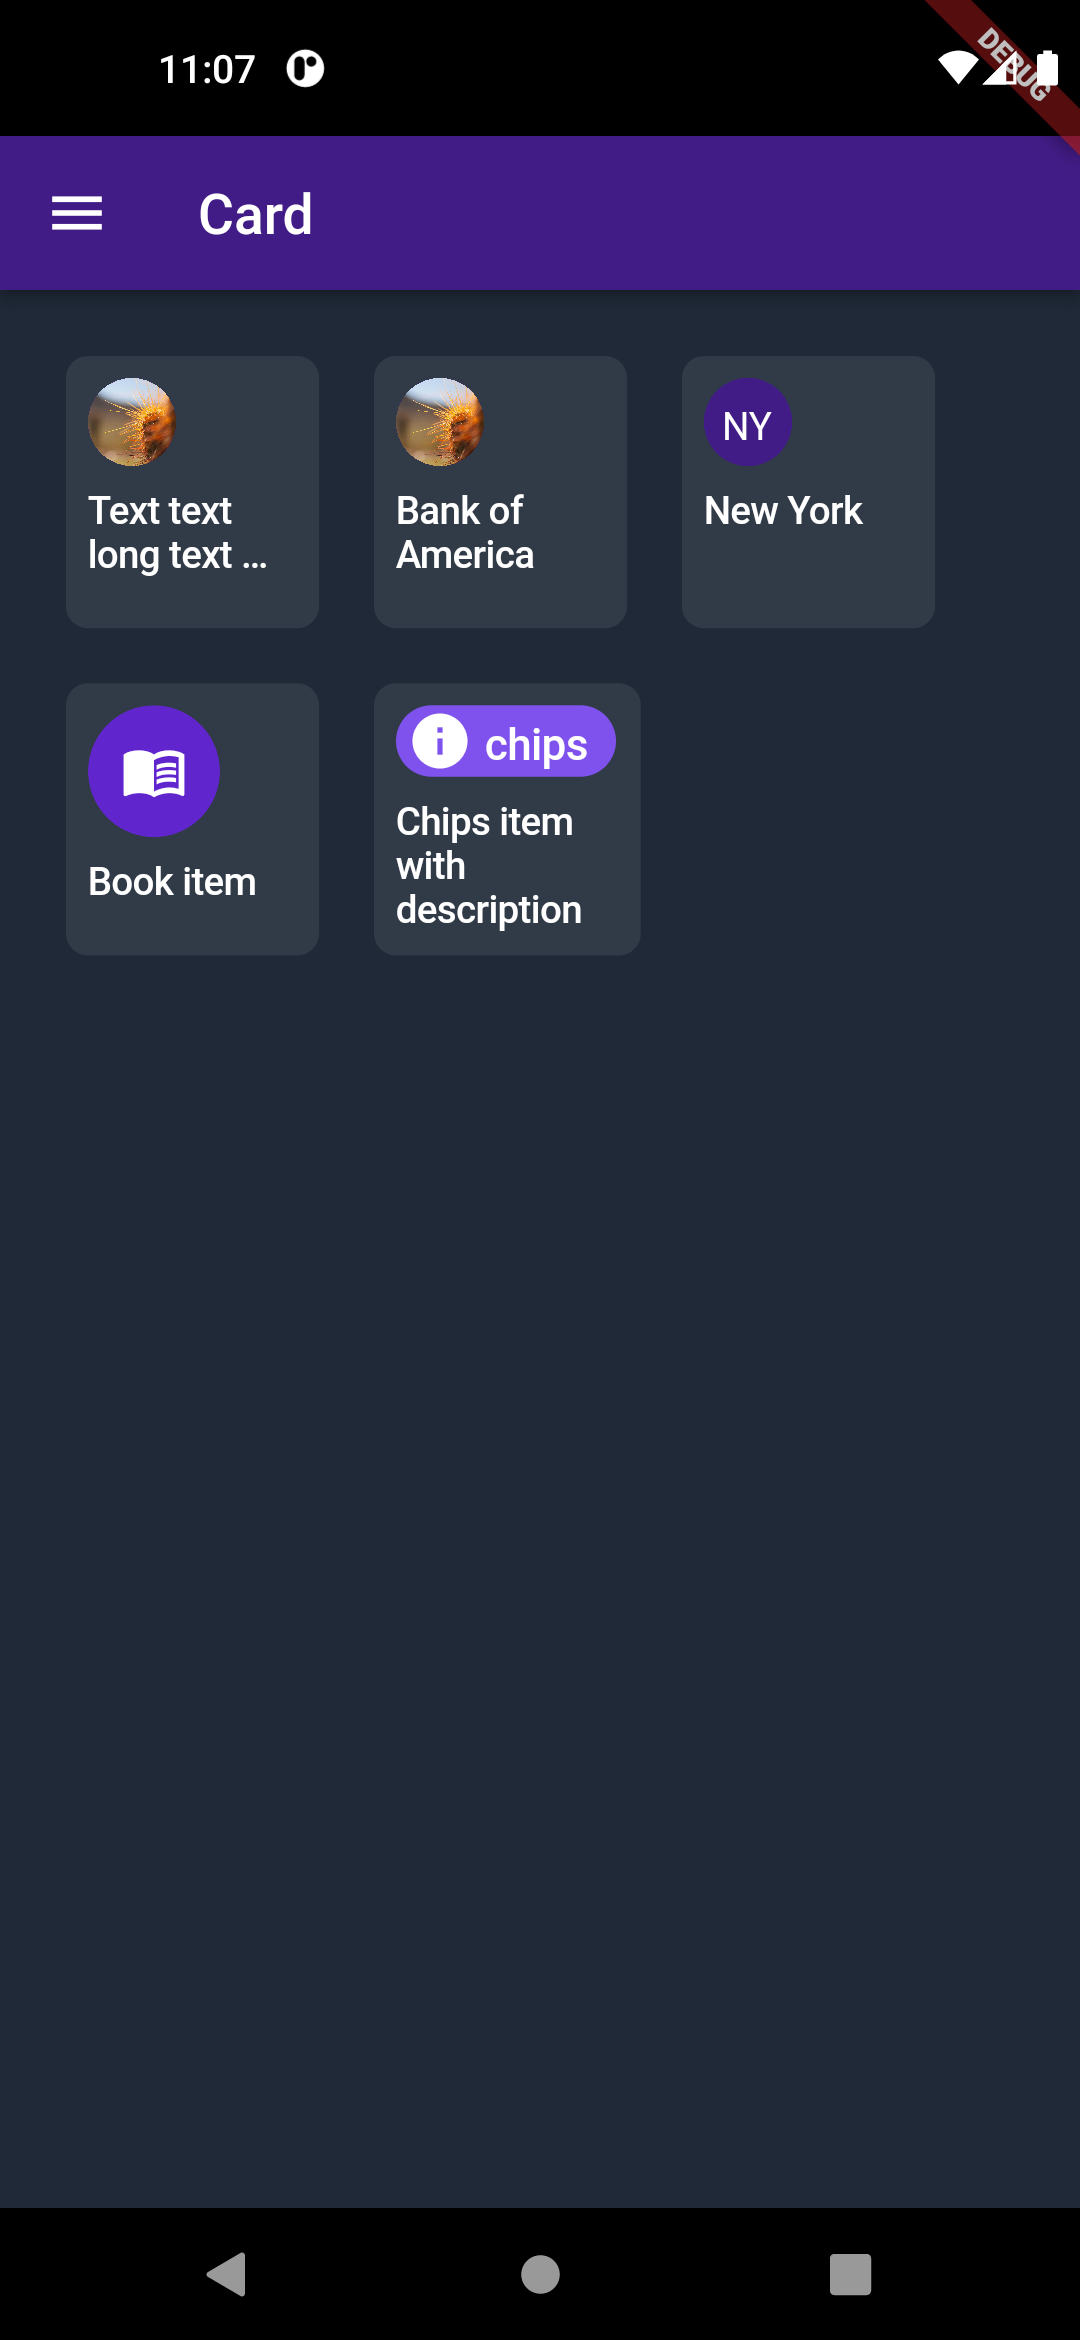 11:07
DEBUG
Card
NY
Text text
long text ...
Bank of
America
New York
chips
Book item
Chips item
with
description